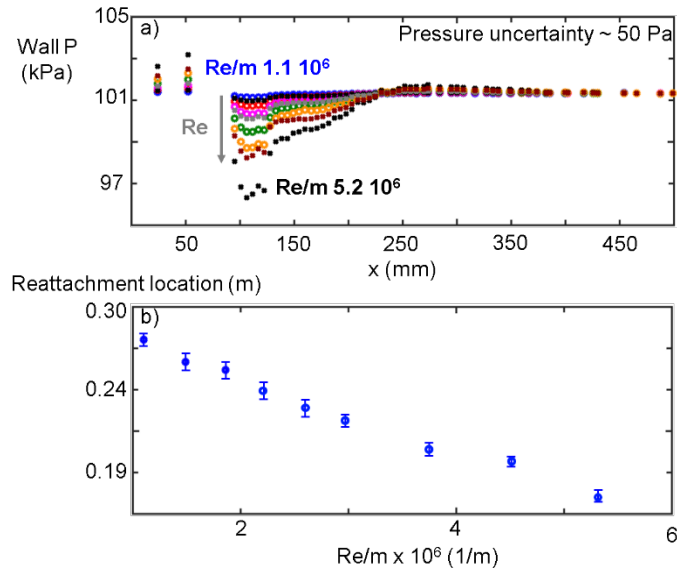 105
a)
Pressure uncertainty ~ 50 Pa
Wall P
(kPa)
Re/m 1.1 10⁶
101
Re
Re/m 5.2 10⁶
97
50
150
250
350
450
x (mm)
Reattachment location (m)
0.30
b)
0.24
0.19
2
4
6
Re/m x 10⁶ (1/m)